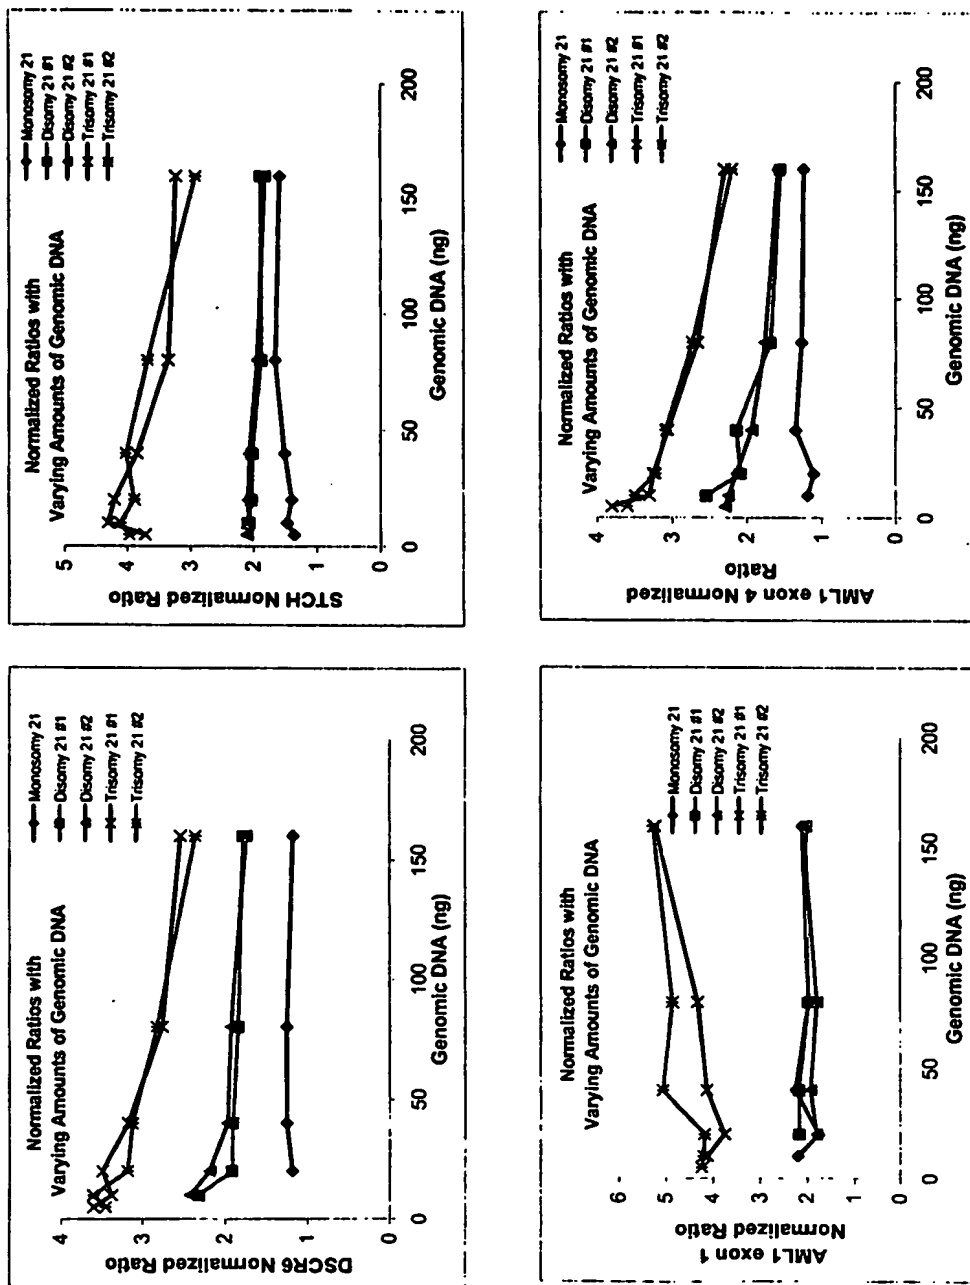 Normalized Ratios with
Varying Amounts of Genomic DNA
Monosomy 21
Disomy 21 #1
Disomy 21 #2
Trisomy 21 #1
Trisomy 21 #2
DSCR6 Normalized Ratio
4
3
2
1
0
0
50
100
150
200
Genomic DNA (ng)
Normalized Ratios with
Varying Amounts of Genomic DNA
Monosomy 21
Disomy 21 #1
Disomy 21 #2
Trisomy 21 #1
Trisomy 21 #2
STCH Normalized Ratio
5
4
3
2
1
0
0
50
100
150
200
Genomic DNA (ng)
Normalized Ratios with
Varying Amounts of Genomic DNA
Monosomy 21
Disomy 21 #1
Disomy 21 #2
Trisomy 21 #1
Trisomy 21 #2
AML1 exon 1
Normalized Ratio
6
5
4
3
2
1
0
0
50
100
150
200
Genomic DNA (ng)
Normalized Ratios with
Varying Amounts of Genomic DNA
Monosomy 21
Disomy 21 #1
Disomy 21 #2
Trisomy 21 #1
Trisomy 21 #2
AML1 exon 4 Normalized
Ratio
4
3
2
1
0
0
50
100
150
200
Genomic DNA (ng)